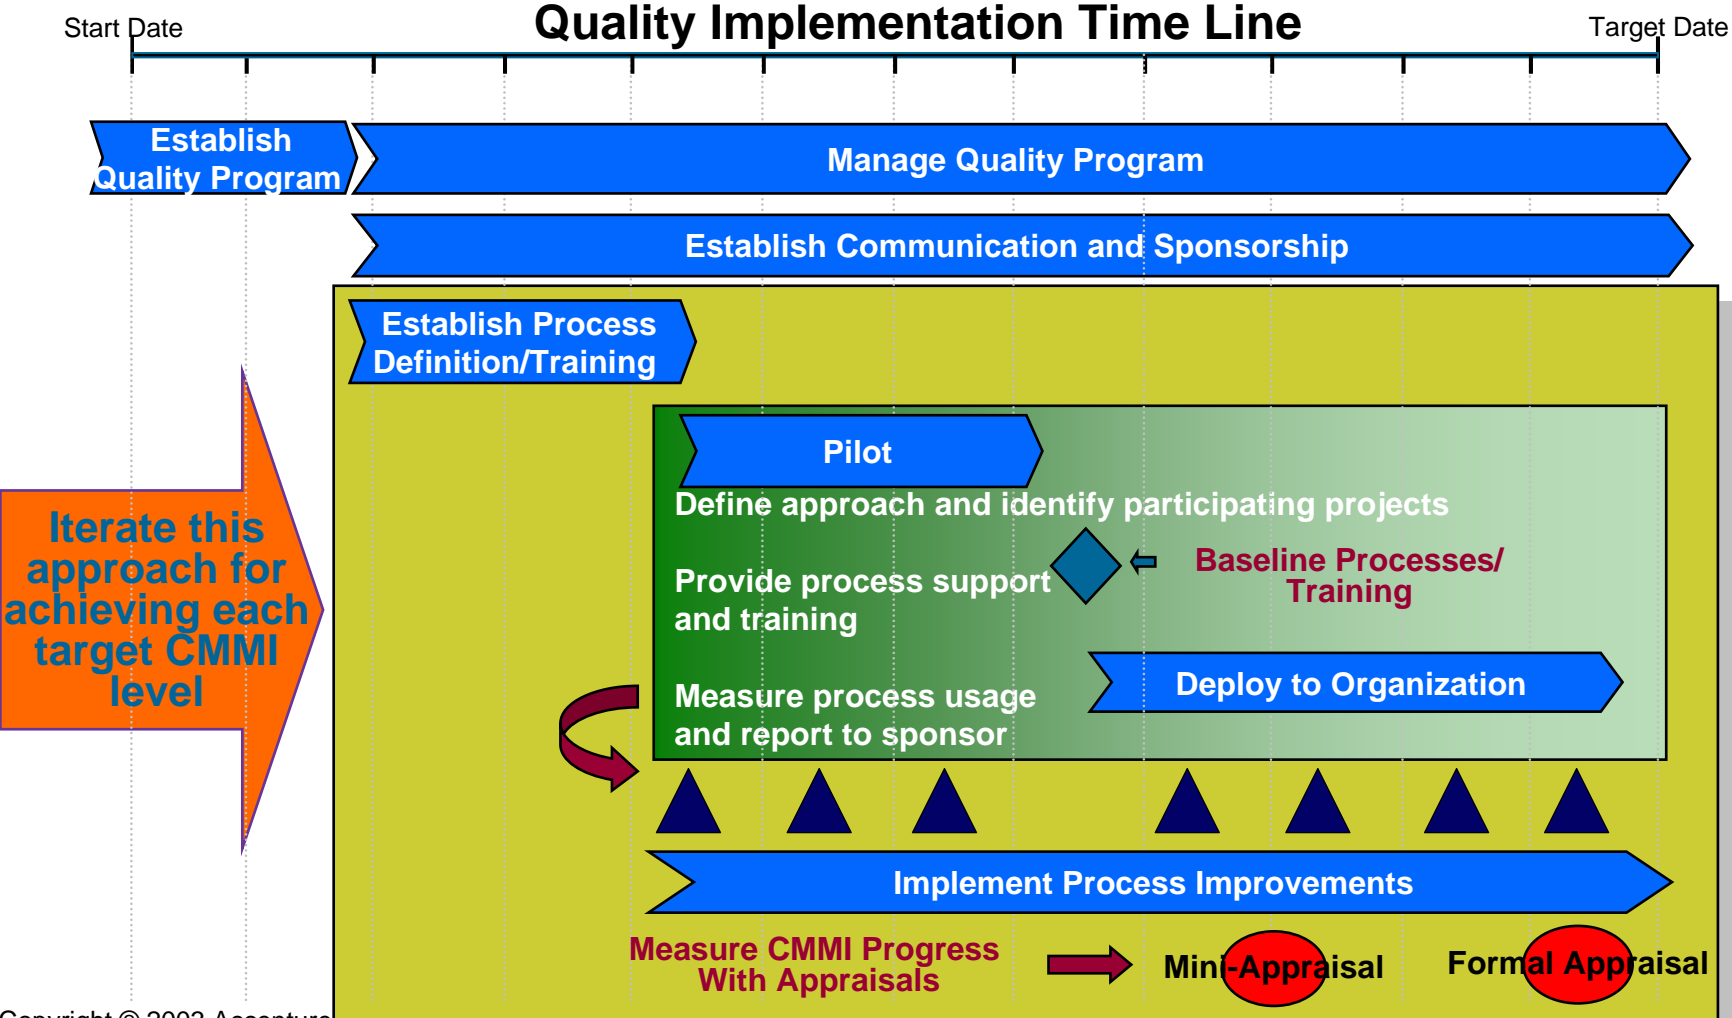 Quality Implementation Time Line
Start Date
Target Date
Establish
Quality Program
Manage Quality Program
Establish Communication and Sponsorship
Establish Process
Definition/Training
Iterate this
approach for
achieving each
target CMMI
level
Pilot
Define approach and identify participating projects
Provide process support
and training
Baseline Processes/
Training
Measure process usage
and report to sponsor
Deploy to Organization
Implement Process Improvements
Measure CMMI Progress
With Appraisals
Mini-Appraisal
Formal Appraisal
Copyright © 2003 Accenture